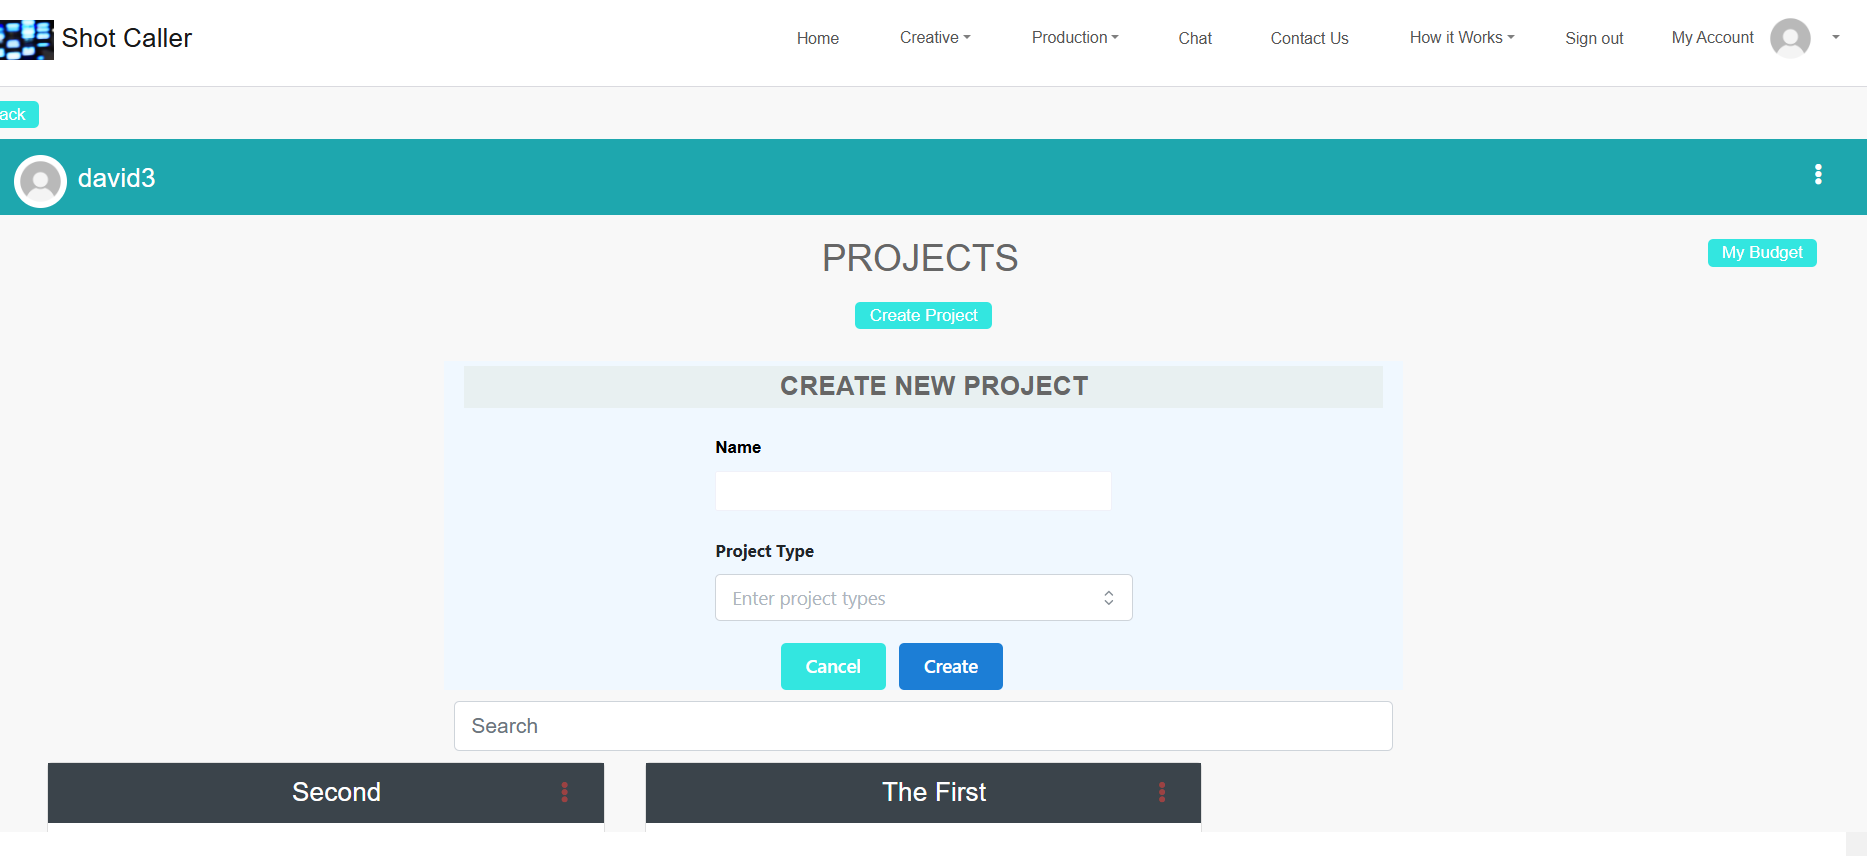 Shot Caller
Home Creative Production Chat Contact Us How it Works Sign out My Account
ack
david3
PROJECTS
My Budget
Create Project
CREATE NEW PROJECT
Name
Project Type
Enter project types
Cancel Create
Search
Second The First